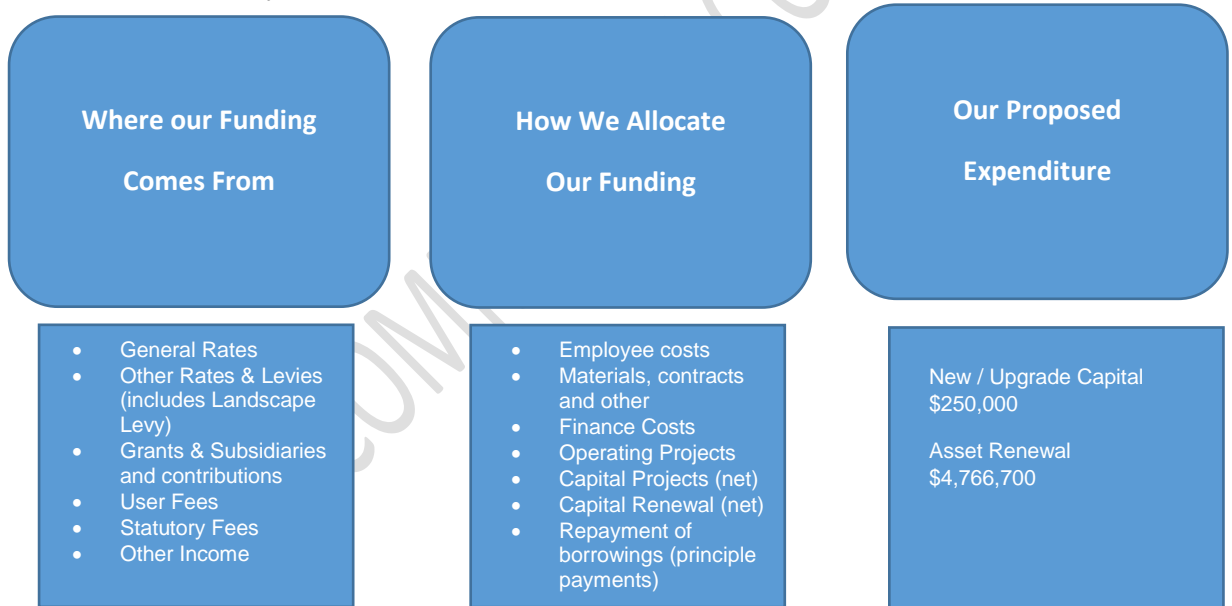 Where our Funding
Comes From
How We Allocate
Our Funding
Our Proposed
Expenditure
• General Rates
• Other Rates & Levies
(includes Landscape
Levy)
• Grants & Subsidiaries
and contributions
• User Fees
• Statutory Fees
• Other Income
• Employee costs
• Materials, contracts
and other
• Finance Costs
• Operating Projects
• Capital Projects (net)
• Capital Renewal (net)
• Repayment of
borrowings (principle
payments)
New / Upgrade Capital
$250,000
Asset Renewal
$4,766,700